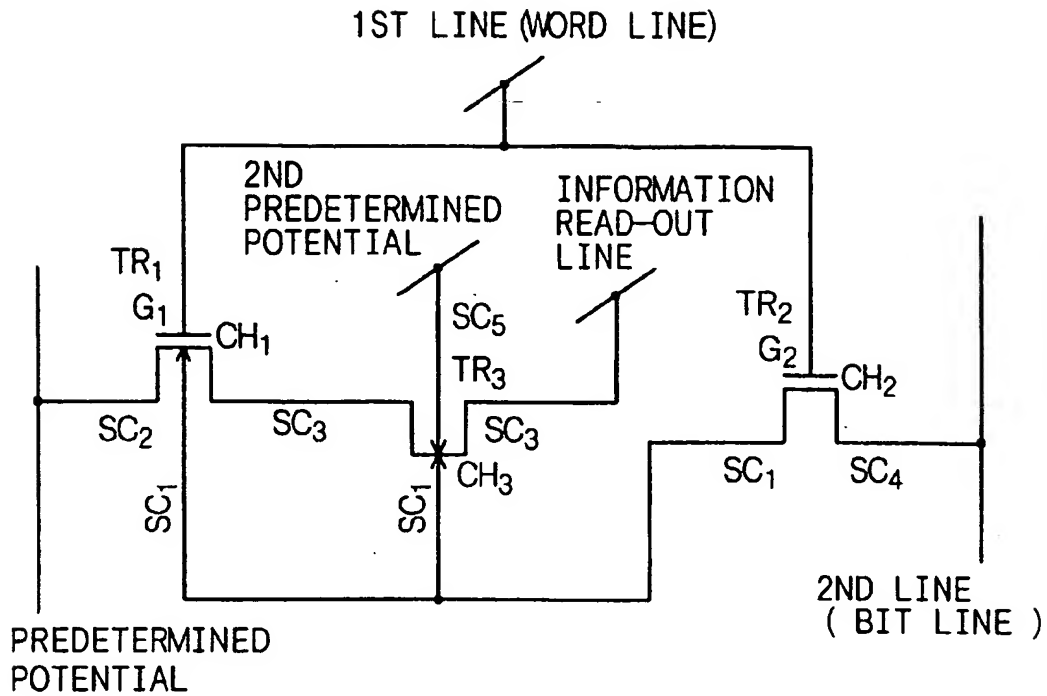 1ST LINE (WORD LINE)
2ND
PREDETERMINED
POTENTIAL
INFORMATION
READ-OUT
LINE
TR1
G1
CH1
SC5
TR3
TR2
G2
CH2
SC2
SC3
SC3
SC1
CH3
SC1
SC1
SC4
2ND LINE
( BIT LINE )
PREDETERMINED
POTENTIAL